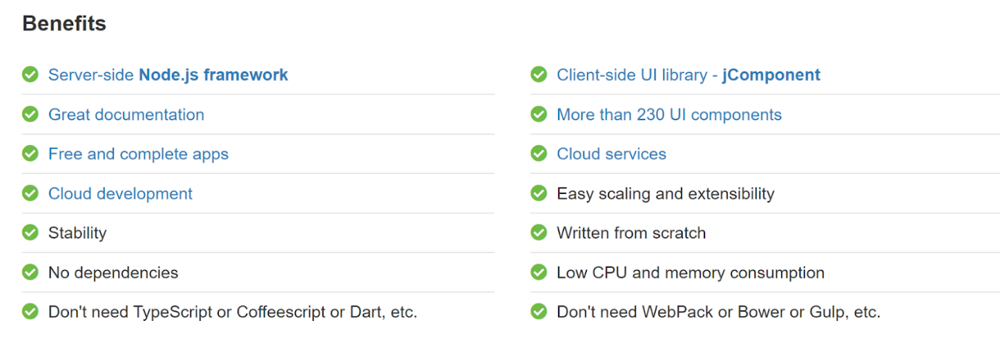 Benefits
Server-side Node.js framework
Client-side UI library - jComponent
Great documentation
More than 230 UI components
Free and complete apps
Cloud services
Cloud development
Easy scaling and extensibility
Stability
Written from scratch
No dependencies
Low CPU and memory consumption
Don't need TypeScript or Coffeescript or Dart, etc.
Don't need WebPack or Bower or Gulp, etc.